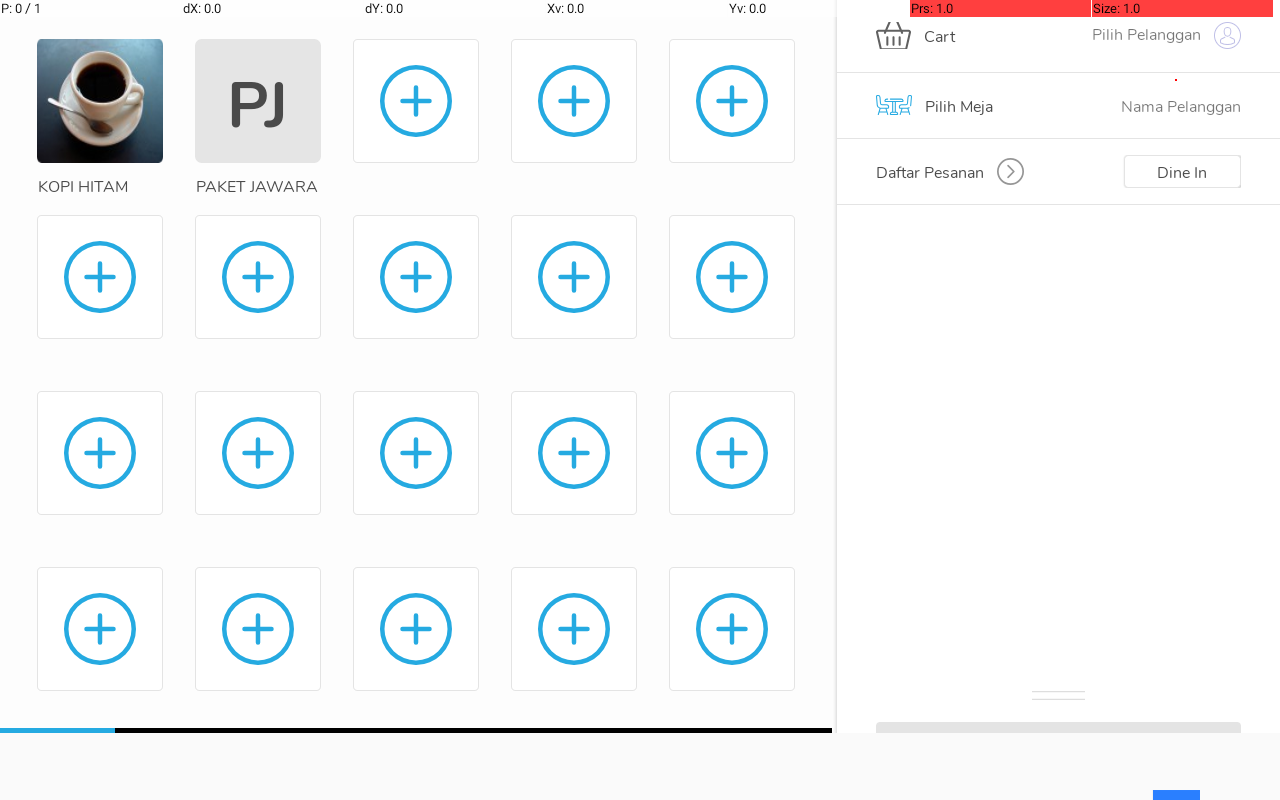 P: 0 / 1 dX: 0.0 dY: 0.0 Xv: 0.0 Yv: 0.0 Prs: 1.0 Size: 1.0
Cart Pilih Pelanggan
Pilih Meja Nama Pelanggan
Daftar Pesanan Dine In
PJ
KOPI HITAM PAKET JAWARA